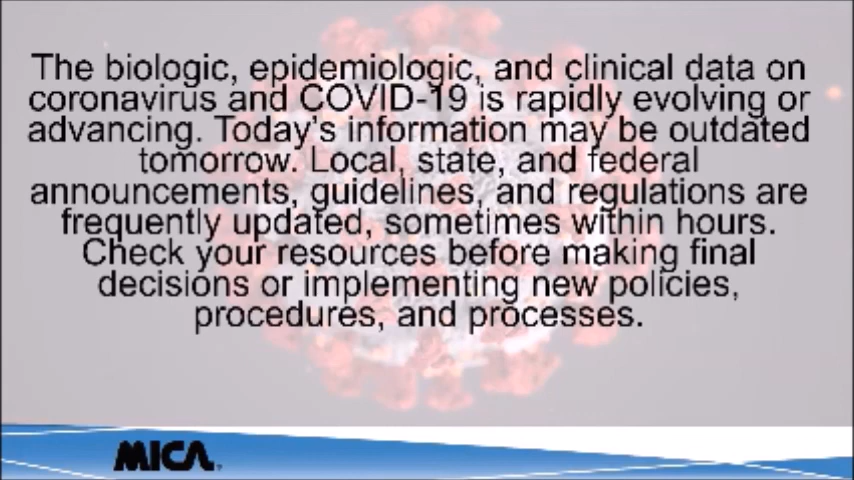 The biologic, epidemiologic, and clinical data on
coronavirus and COVID-19 is rapidly evolving or
advancing. Today's information may be outdated
tomorrow. Local, state, and federal
announcements, guidelines, and regulations are
frequently updated, sometimes within hours.
Check your resources before making final
decisions or implementing new policies,
procedures, and processes.
MICA